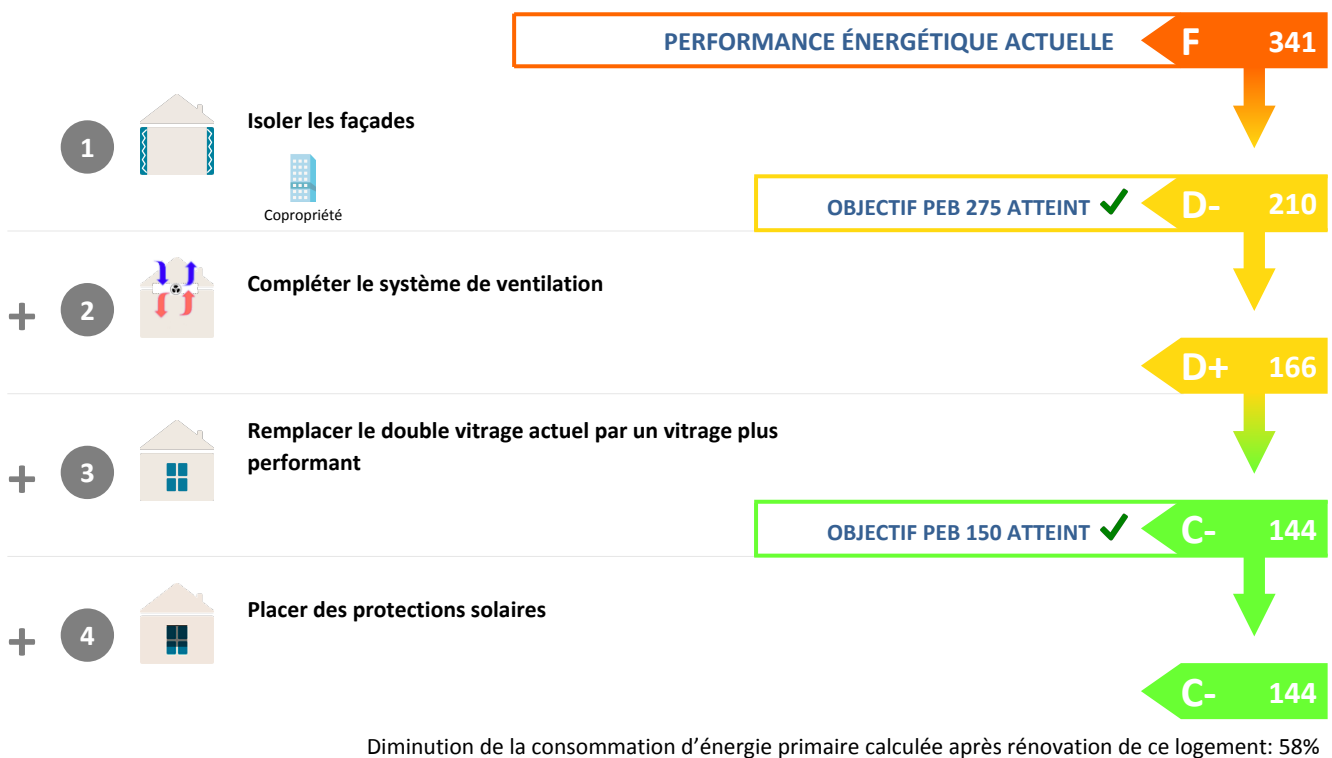 PERFORMANCE ÉNERGÉTIQUE ACTUELLE F 341
1 Isoler les façades
Copropriété
OBJECTIF PEB 275 ATTEINT D- 210
+ 2 Compléter le système de ventilation
D+ 166
+ 3 Remplacer le double vitrage actuel par un vitrage plus
performant
OBJECTIF PEB 150 ATTEINT C- 144
+ 4 Placer des protections solaires
C- 144
Diminution de la consommation d’énergie primaire calculée après rénovation de ce logement: 58%